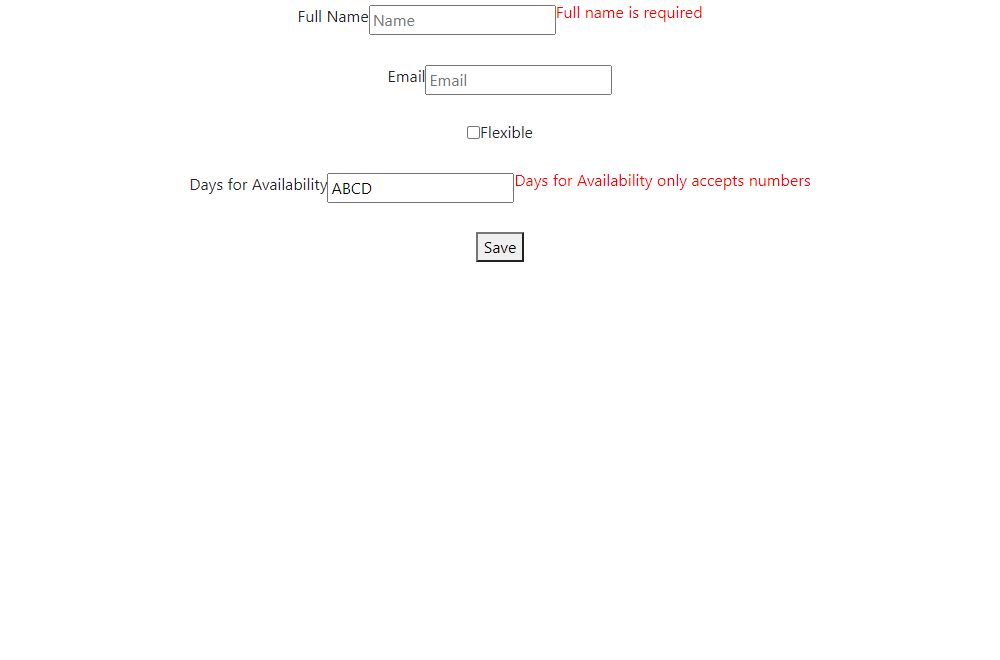 Full Name Name Full name is required
Email Email
Flexible
Days for Availability ABCD Days for Availability only accepts numbers
Save